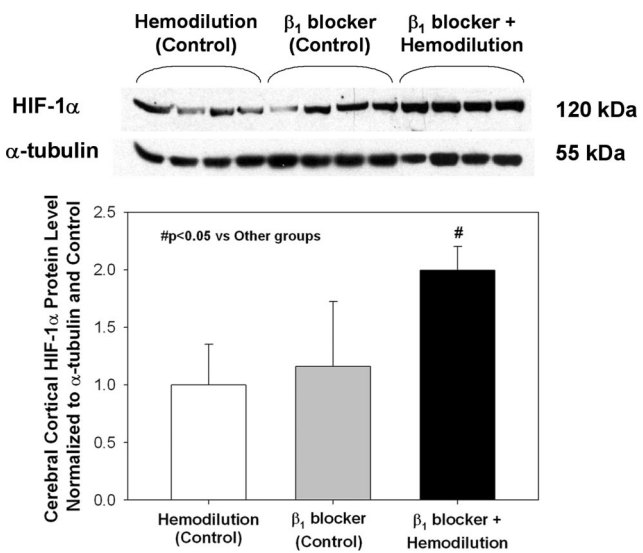 Hemodilution (Control)
β₁ blocker (Control)
β₁ blocker + Hemodilution
HIF-1α
120 kDa
α-tubulin
55 kDa
Cerebral Cortical HIF-1α Protein Level
Normalized to α-tubulin and Control
2.5
2.0
1.5
1.0
0.5
0.0
#p<0.05 vs Other groups
#
Hemodilution
(Control)
β₁ blocker
(Control)
β₁ blocker +
Hemodilution